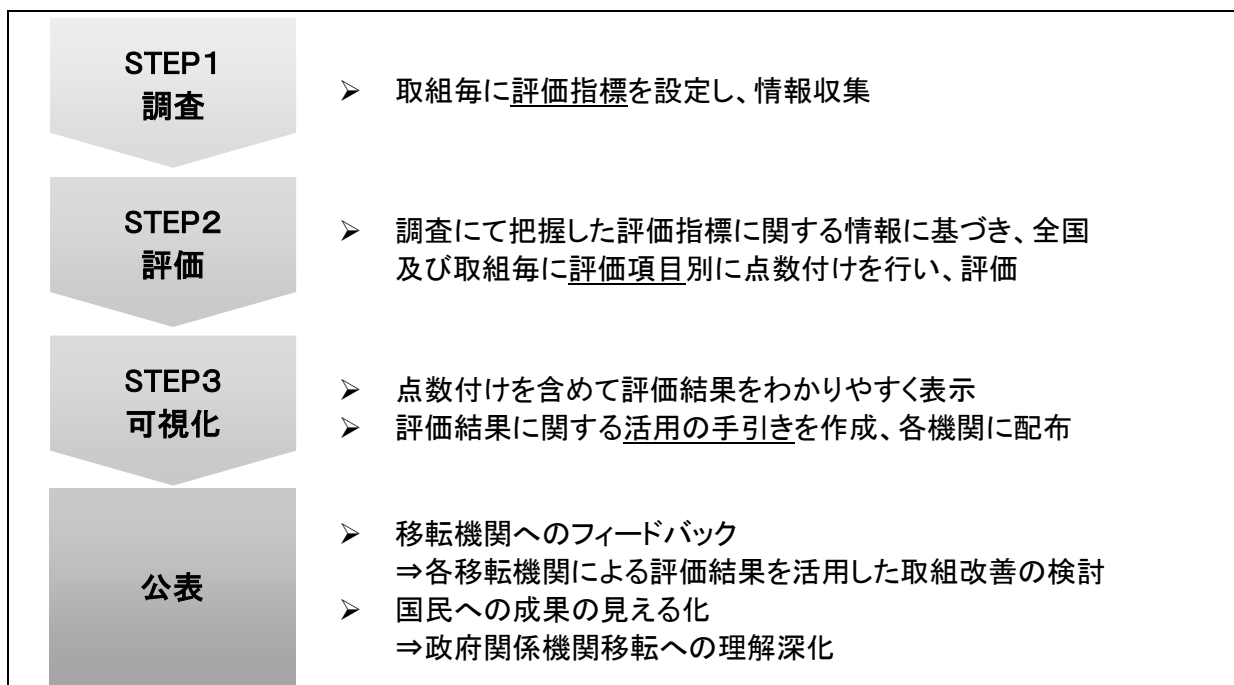 STEP1
調査
➢ 取組毎に評価指標を設定し、情報収集
STEP2
評価
➢ 調査にて把握した評価指標に関する情報に基づき、全国
及び取組毎に評価項目別に点数付けを行い、評価
STEP3
可視化
➢ 点数付けを含めて評価結果をわかりやすく表示
➢ 評価結果に関する活用の手引きを作成、各機関に配布
公表
➢ 移転機関へのフィードバック
⇒各移転機関による評価結果を活用した取組改善の検討
➢ 国民への成果の見える化
⇒政府関係機関移転への理解深化